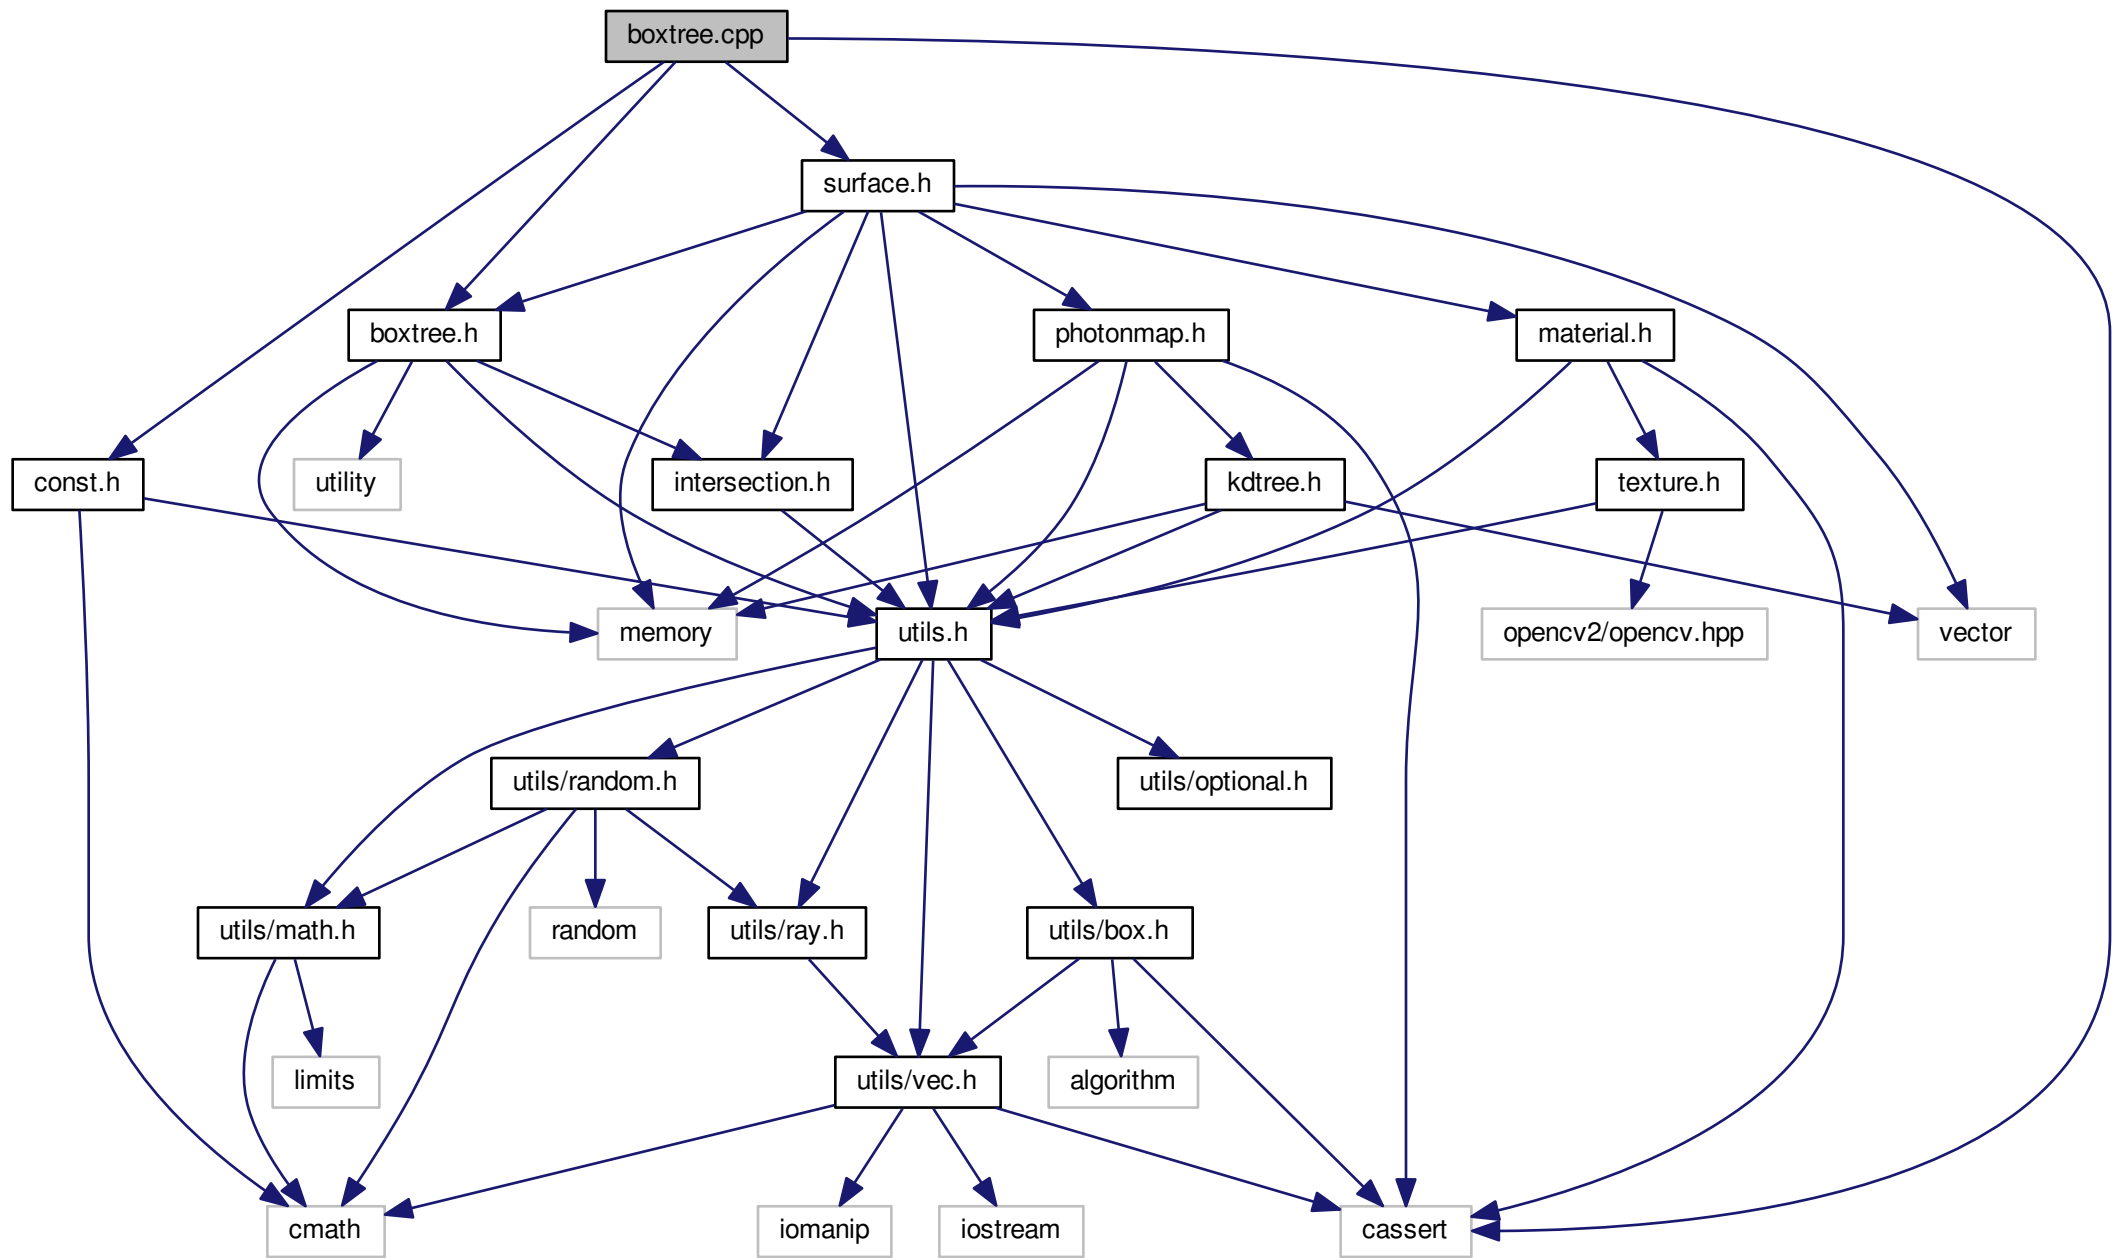 boxtree.cpp
surface.h
boxtree.h
photonmap.h
material.h
const.h
utility
intersection.h
kdtree.h
texture.h
memory
utils.h
opencv2/opencv.hpp
vector
utils/random.h
utils/optional.h
utils/math.h
random
utils/ray.h
utils/box.h
limits
utils/vec.h
algorithm
cmath
iomanip
iostream
cassert